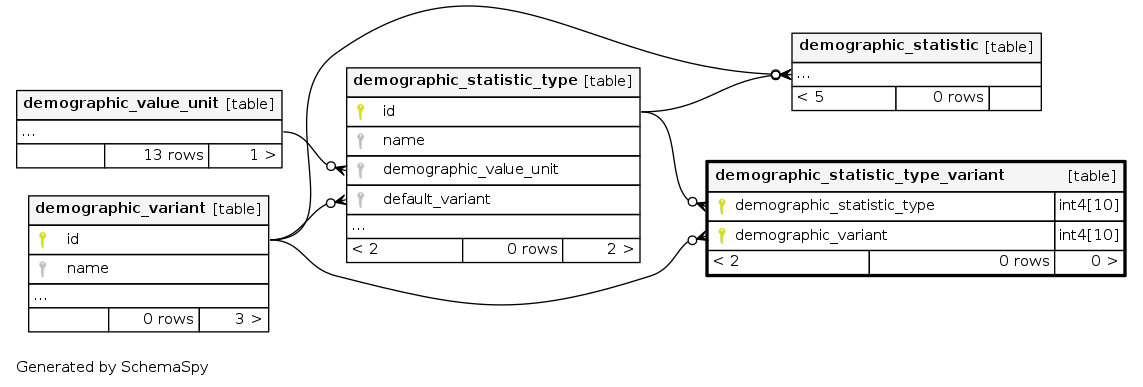 demographic_statistic [table]
...
< 5 0 rows
demographic_statistic_type [table]
id
name
demographic_value_unit
default_variant
...
< 2 0 rows 2 >
demographic_value_unit [table]
...
13 rows 1 >
demographic_statistic_type_variant [table]
demographic_statistic_type int4[10]
demographic_variant int4[10]
< 2 0 rows 0 >
demographic_variant [table]
id
name
...
0 rows 3 >
Generated by SchemaSpy